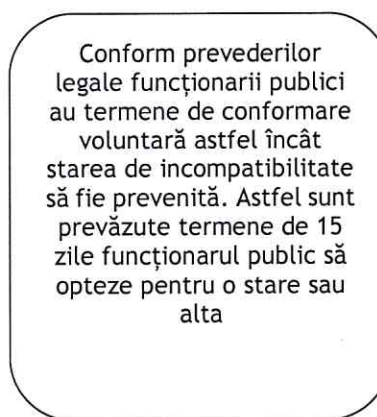 Conform prevederilor
legale funcționarii publici
au termene de conformare
voluntară astfel încât
starea de incompatibilitate
să fie prevenită. Astfel sunt
prevăzute termene de 15
zile funcționarul public să
opteze pentru o stare sau
alta